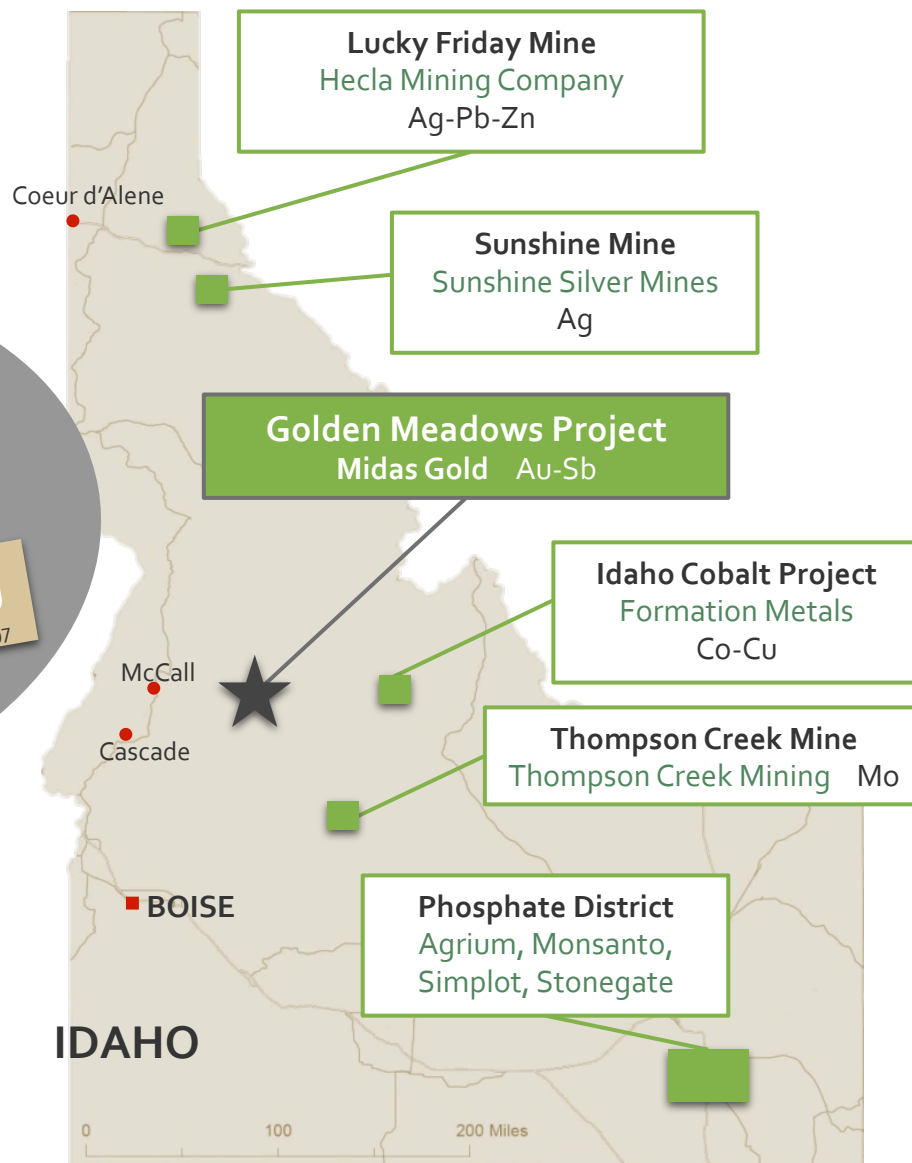 Lucky Friday Mine
Hecla Mining Company
Ag-Pb-Zn
Coeur d'Alene
Sunshine Mine
Sunshine Silver Mines
Ag
Golden Meadows Project
Midas Gold Au-Sb
Idaho Cobalt Project
Formation Metals
Co-Cu
McCall
Cascade
Thompson Creek Mine
Thompson Creek Mining Mo
BOISE
Phosphate District
Agrium, Monsanto,
Simplot, Stonegate
IDAHO
0 100 200 Miles